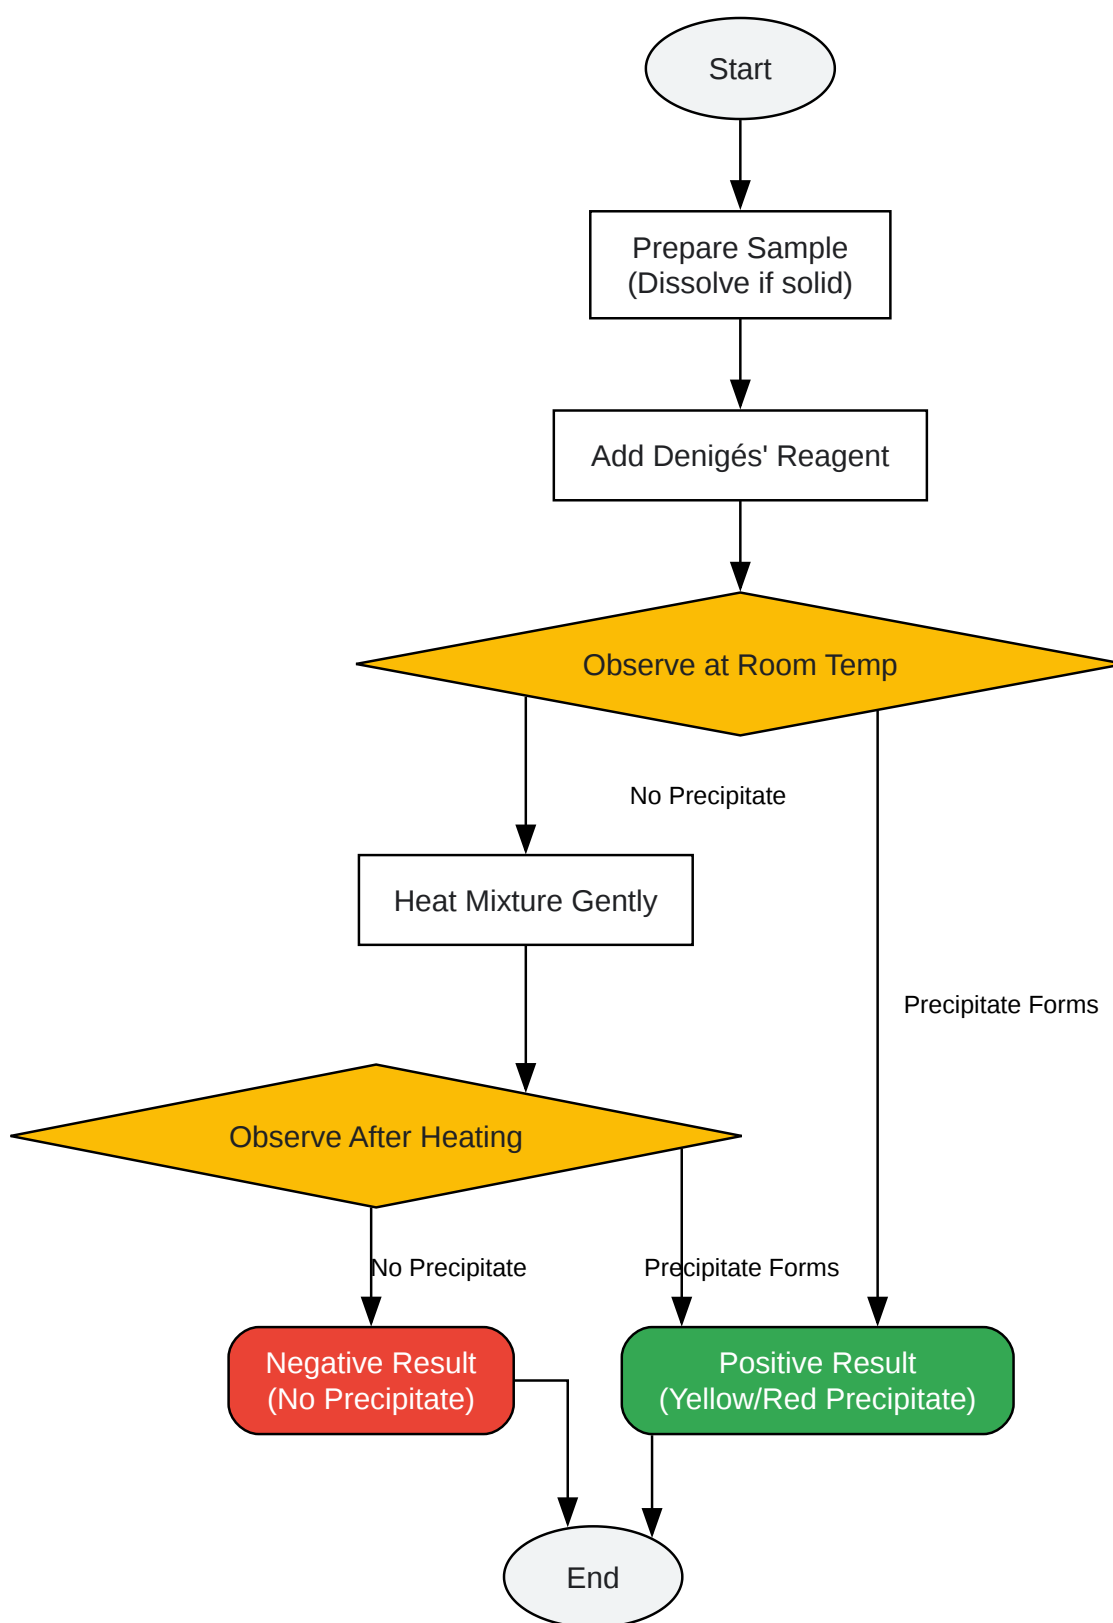 Start
Prepare Sample
(Dissolve if solid)
Add Denigés' Reagent
Observe at Room Temp
No Precipitate
Heat Mixture Gently
Precipitate Forms
Observe After Heating
No Precipitate
Precipitate Forms
Negative Result
(No Precipitate)
Positive Result
(Yellow/Red Precipitate)
End